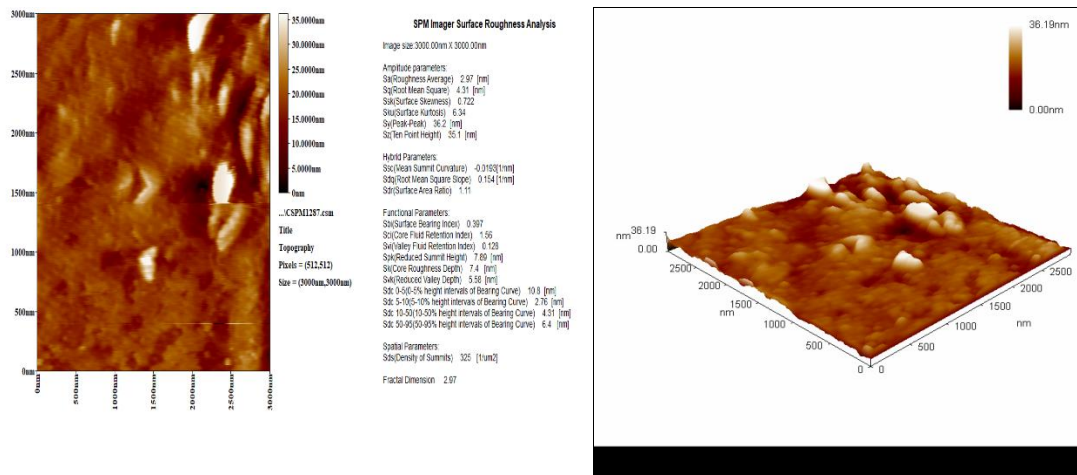 3000nm
2500nm
2000nm
1500nm
1000nm
500nm
0nm
0nm
500nm
1000nm
1500nm
2000nm
2500nm
3000nm
35.0000nm
30.0000nm
25.0000nm
20.0000nm
15.0000nm
10.0000nm
5.0000nm
0nm
...\CSPM1287.csm
Title
Topography
Pixels = (512,512)
Size = (3000nm,3000nm)
SPM Imager Surface Roughness Analysis
Image size:3000.00nm X 3000.00nm
Amplitude parameters:
Sa(Roughness Average) 2.97 [nm]
Sq(Root Mean Square) 4.31 [nm]
Ssk(Surface Skewness) 0.722
Sku(Surface Kurtosis) 6.34
Sy(Peak-Peak) 36.2 [nm]
Sz(Ten Point Height) 35.1 [nm]
Hybrid Parameters:
Ssc(Mean Summit Curvature) -0.0193[1/nm]
Sdq(Root Mean Square Slope) 0.154 [1/nm]
Sdr(Surface Area Ratio) 1.11
Functional Parameters:
Sbi(Surface Bearing Index) 0.397
Sci(Core Fluid Retention Index) 1.56
Svi(Valley Fluid Retention Index) 0.128
Spk(Reduced Summit Height) 7.89 [nm]
Sk(Core Roughness Depth) 7.4 [nm]
Svk(Reduced Valley Depth) 5.58 [nm]
Sdc 0-5(0-5% height intervals of Bearing Curve) 10.8 [nm]
Sdc 5-10(5-10% height intervals of Bearing Curve) 2.76 [nm]
Sdc 10-50(10-50% height intervals of Bearing Curve) 4.31 [nm]
Sdc 50-95(50-95% height intervals of Bearing Curve) 6.4 [nm]
Spatial Parameters:
Sds(Density of Summits) 325 [1/um2]
Fractal Dimension 2.97
36.19nm
0.00nm
36.19
nm
0.00
2500
2000
nm
1500
1000
500
0
0
500
1000
1500
nm
2000
2500